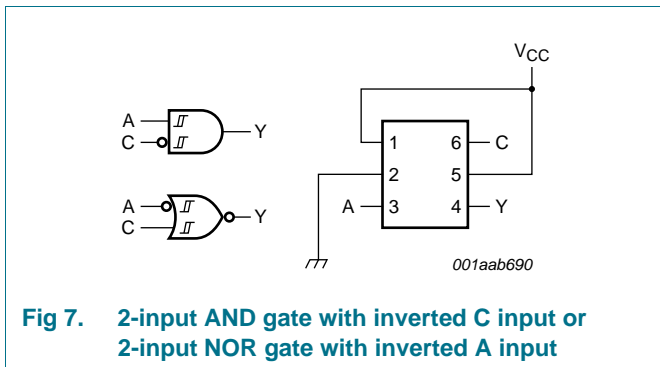 VCC
A
C
Y
A
C
Y
1 6 C
2 5
A 3 4 Y
001aab690
Fig 7. 2-input AND gate with inverted C input or
2-input NOR gate with inverted A input